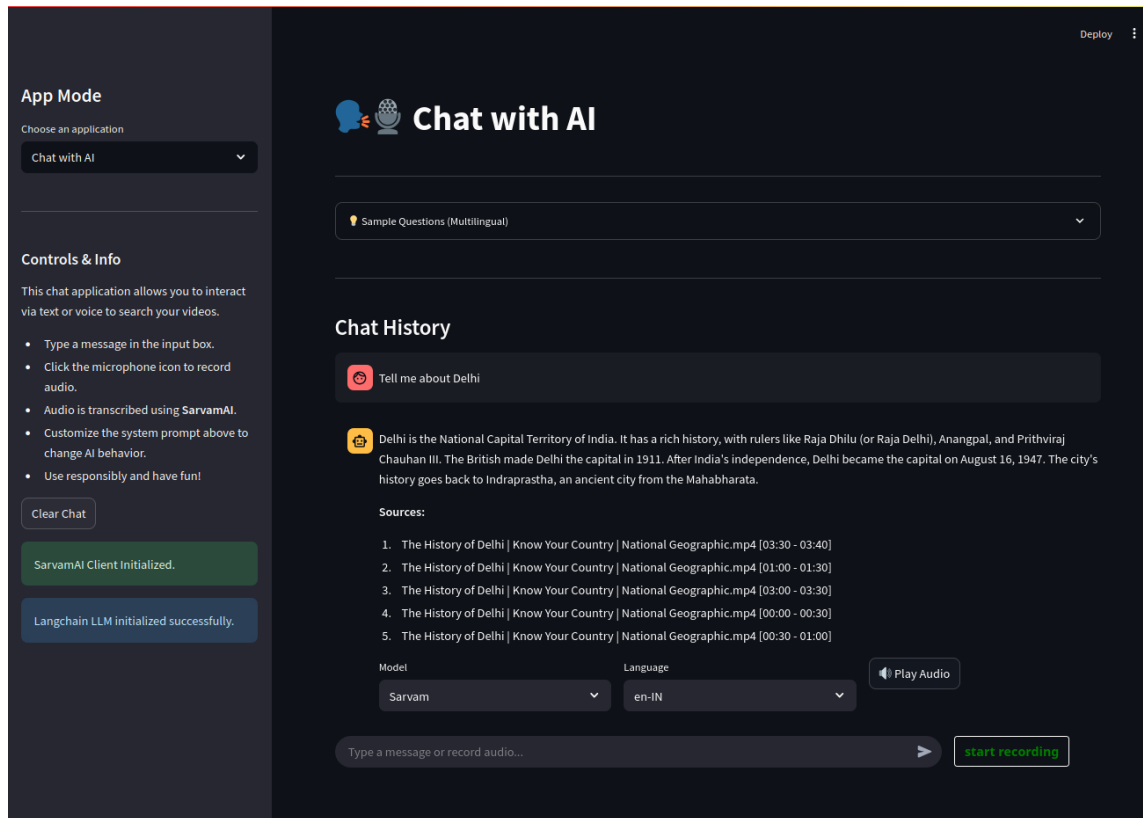 Deploy
App Mode
Choose an application
Chat with AI
Controls & Info
This chat application allows you to interact
via text or voice to search your videos.
Type a message in the input box.
Click the microphone icon to record
audio.
Audio is transcribed using SarvamAI.
Customize the system prompt above to
change AI behavior.
Use responsibly and have fun!
Clear Chat
SarvamAI Client Initialized.
Langchain LLM initialized successfully.
Chat with AI
Sample Questions (Multilingual)
Chat History
Tell me about Delhi
Delhi is the National Capital Territory of India. It has a rich history, with rulers like Raja Dhilu (or Raja Delhi), Anangpal, and Prithviraj
Chauhan III. The British made Delhi the capital in 1911. After India's independence, Delhi became the capital on August 16, 1947. The city's
history goes back to Indraprastha, an ancient city from the Mahabharata.
Sources:
1. The History of Delhi | Know Your Country | National Geographic.mp4 [03:30 - 03:40]
2. The History of Delhi | Know Your Country | National Geographic.mp4 [01:00 - 01:30]
3. The History of Delhi | Know Your Country | National Geographic.mp4 [03:00 - 03:30]
4. The History of Delhi | Know Your Country | National Geographic.mp4 [00:00 - 00:30]
5. The History of Delhi | Know Your Country | National Geographic.mp4 [00:30 - 01:00]
Model
Language
Sarvam
en-IN
Play Audio
Type a message or record audio...
start recording